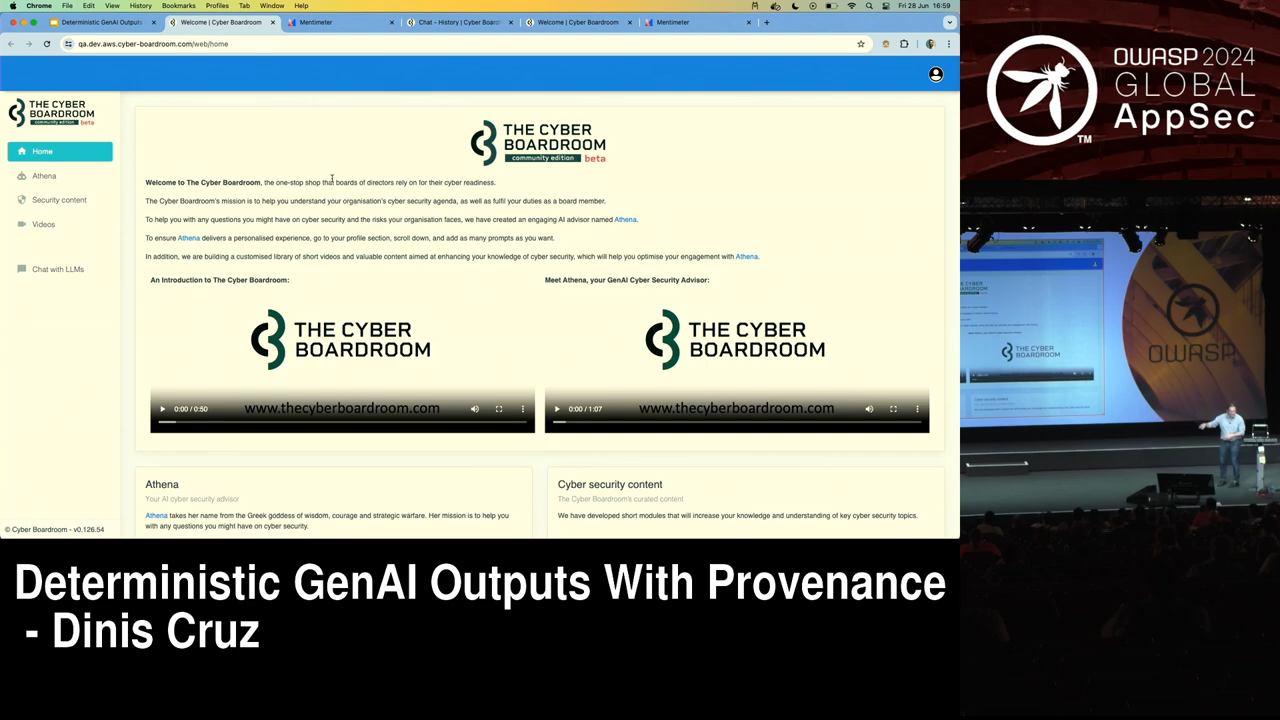 Chrome File Edit View History Bookmarks Profiles Tab Window Help Fri 28 Jun 16:59
Deterministic GenAI Outputs Welcome | Cyber Boardroom Mentimeter Chat - History | Cyber Board Welcome | Cyber Boardroom Mentimeter
qa.dev.aws.cyber-boardroom.com/web/home
THE CYBER
BOARDROOM
community edition beta
Home
Athena
Security content
Videos
Chat with LLMs
© Cyber Boardroom - v0.126.54
THE CYBER
BOARDROOM
community edition beta
Welcome to The Cyber Boardroom, the one-stop shop that boards of directors rely on for their cyber readiness.
The Cyber Boardroom's mission is to help you understand your organisation's cyber security agenda, as well as fulfil your duties as a board member.
To help you with any questions you might have on cyber security and the risks your organisation faces, we have created an engaging AI advisor named Athena.
To ensure Athena delivers a personalised experience, go to your profile section, scroll down, and add as many prompts as you want.
In addition, we are building a customised library of short videos and valuable content aimed at enhancing your knowledge of cyber security, which will help you optimise your engagement with Athena.
An Introduction to The Cyber Boardroom:
THE CYBER
BOARDROOM
0:00 / 0:50
www.thecyberboardroom.com
Meet Athena, your GenAI Cyber Security Advisor:
THE CYBER
BOARDROOM
0:00 / 1:07
www.thecyberboardroom.com
Athena
Your AI cyber security advisor
Athena takes her name from the Greek goddess of wisdom, courage and strategic warfare. Her mission is to help you
with any questions you might have on cyber security.
Cyber security content
The Cyber Boardroom's curated content
We have developed short modules that will increase your knowledge and understanding of key cyber security topics.
OWASP 2024
GLOBAL
AppSec
TM
THE CYBER
BOARDROOM
OWASP
Deterministic GenAI Outputs With Provenance
- Dinis Cruz